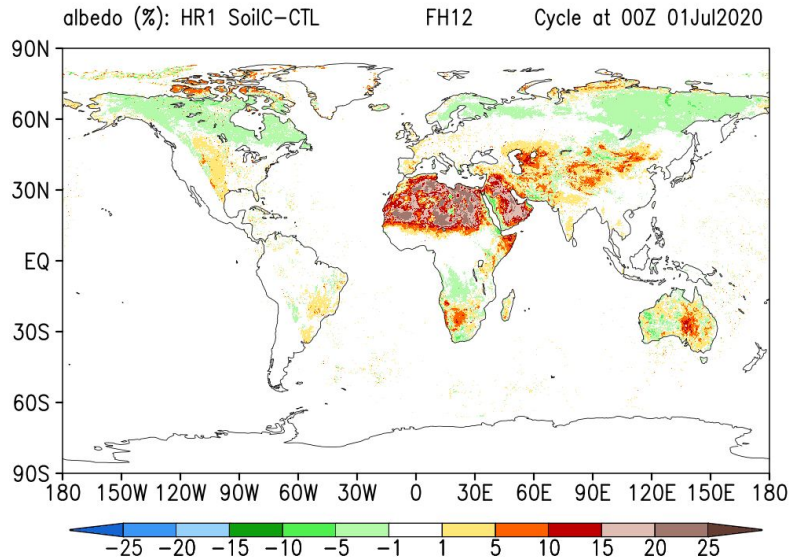 albedo (%): HR1 SoilC−CTL FH12 Cycle at 00Z 01Jul2020
90N
60N
30N
EQ
30S
60S
90S
180 150W 120W 90W 60W 30W 0 30E 60E 90E 120E 150E 180
−25 −20 −15 −10 −5 −1 1 5 10 15 20 25